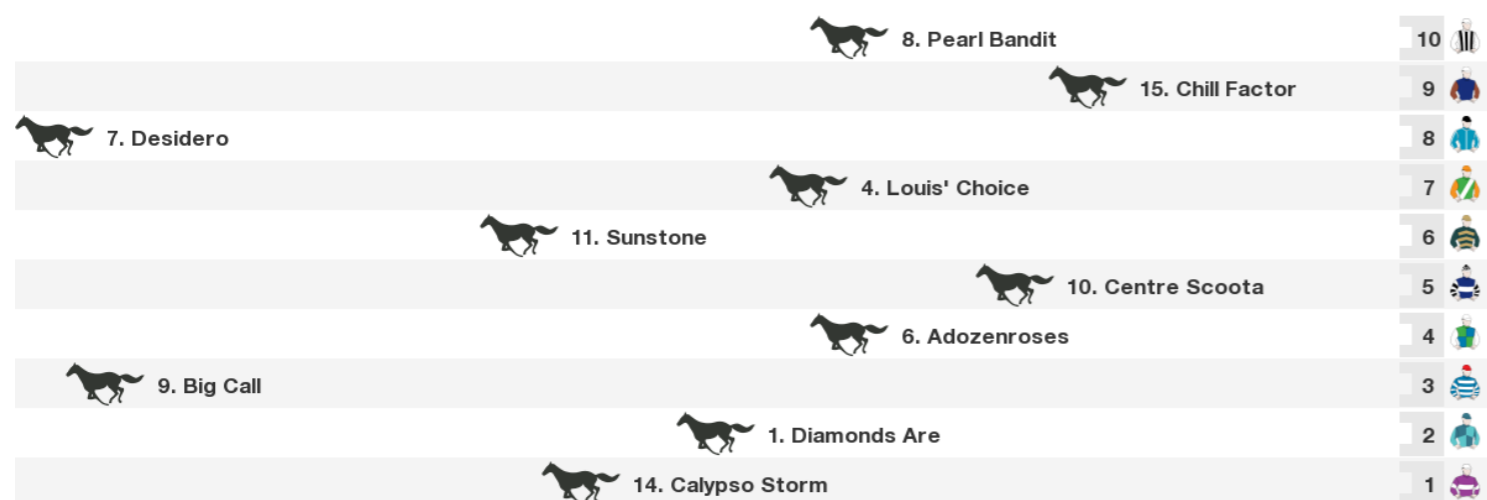 8. Pearl Bandit 10
15. Chill Factor 9
7. Desidero 8
4. Louis' Choice 7
11. Sunstone 6
10. Centre Scoota 5
6. Adozenroses 4
9. Big Call 3
1. Diamonds Are 2
14. Calypso Storm 1